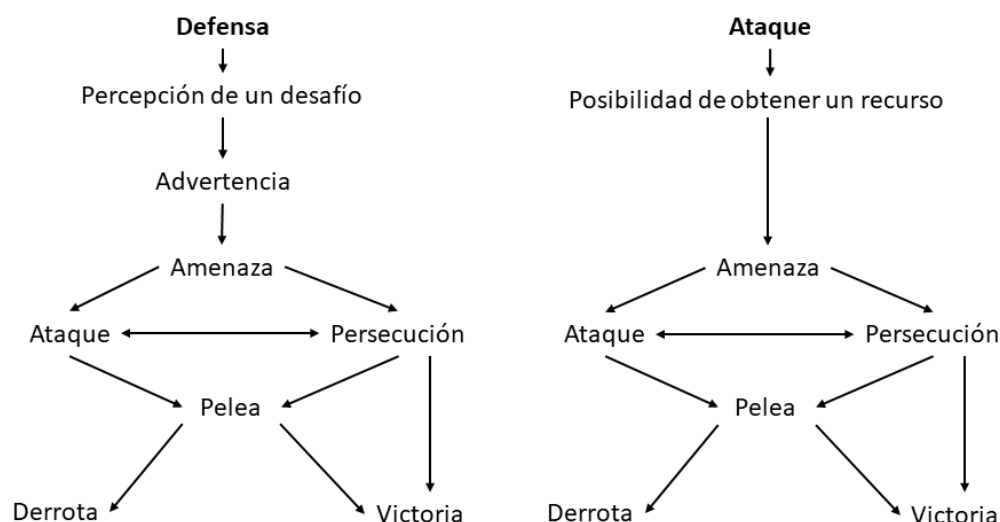 Defensa
Percepción de un desafío
Advertencia
Amenaza
Ataque
Persecución
Pelea
Derrota
Victoria
Ataque
Posibilidad de obtener un recurso
Amenaza
Ataque
Persecución
Pelea
Derrota
Victoria